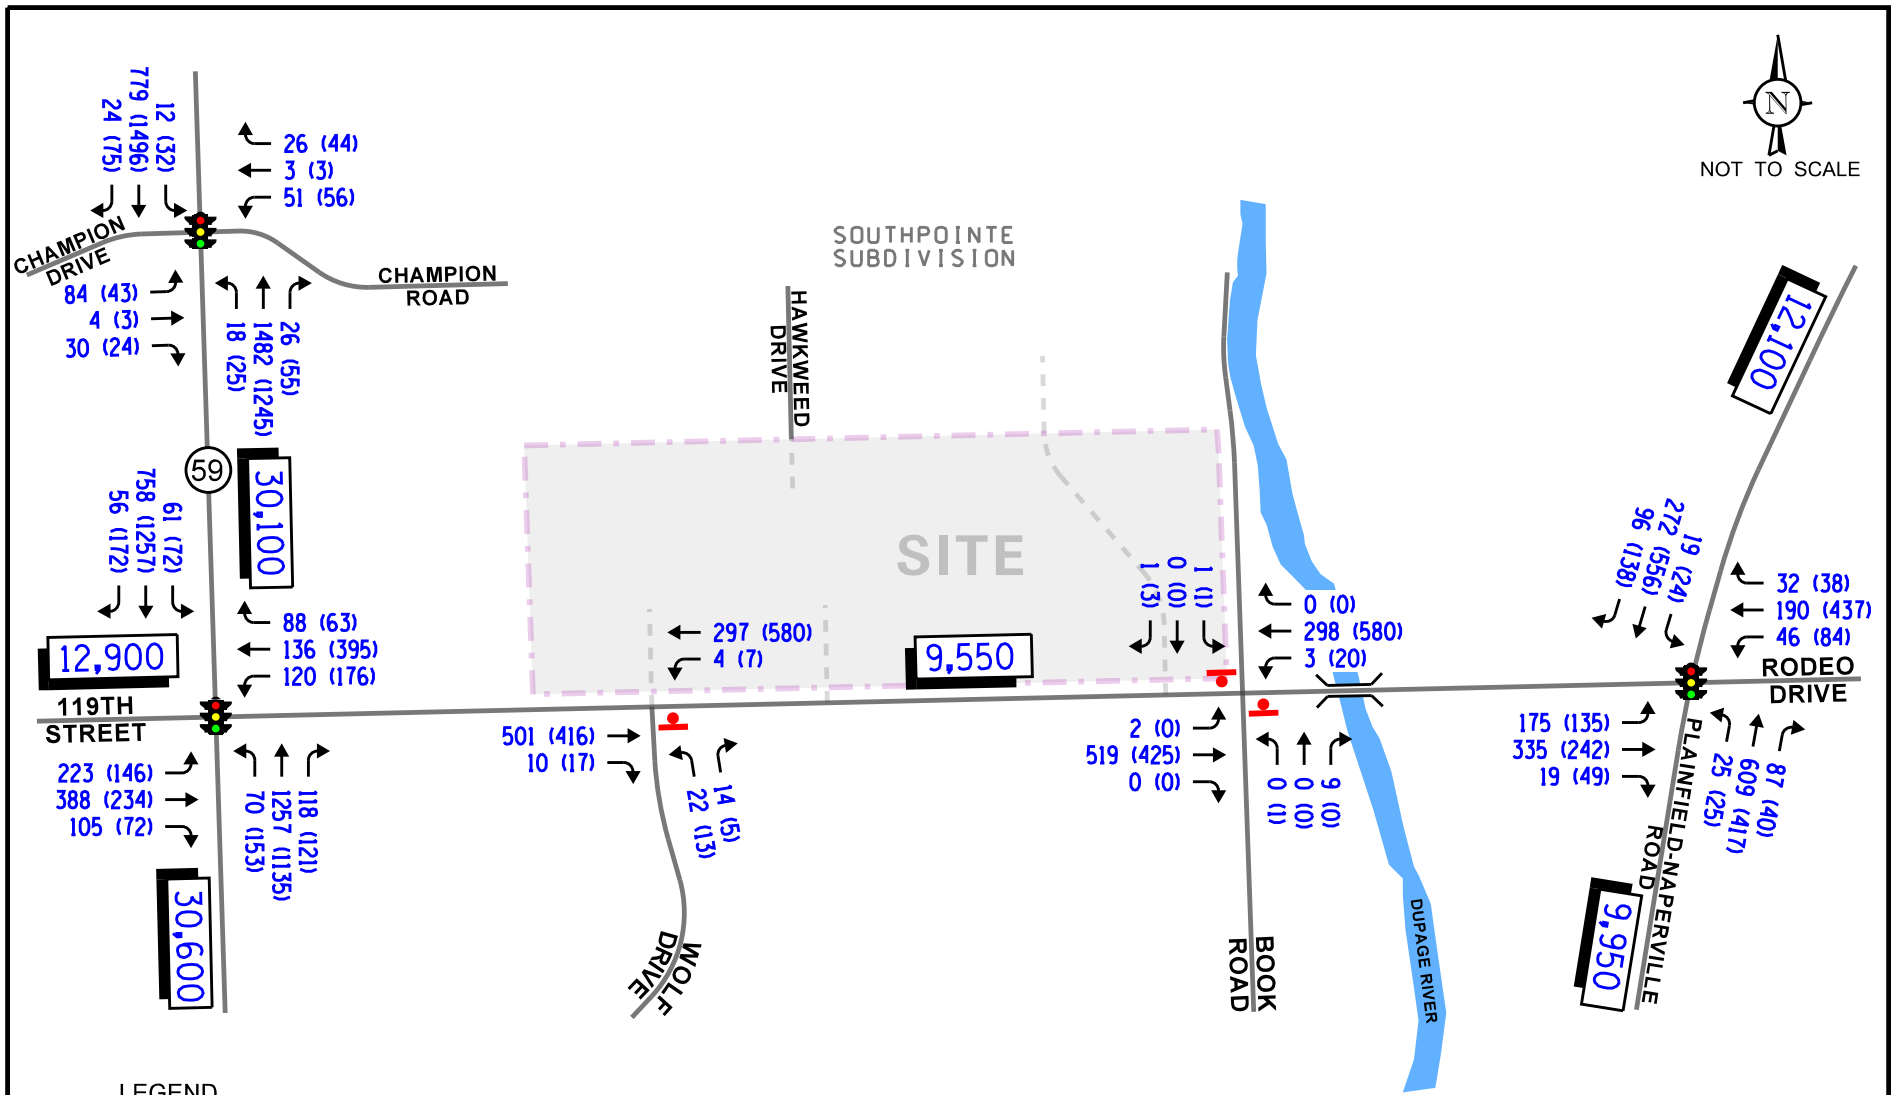 N
NOT TO SCALE
779 (1496)
24 (75)
12 (32)
26 (44)
3 (3)
51 (56)
CHAMPION
DRIVE
84 (43)
4 (3)
30 (24)
18 (25)
1482 (1245)
26 (55)
CHAMPION
ROAD
SOUTHPOINTE
SUBDIVISION
HAWKWEED
DRIVE
59
30,100
12,100
56 (172)
758 (1257)
61 (72)
88 (63)
136 (395)
120 (176)
12,900
119TH
STREET
223 (146)
388 (234)
105 (72)
70 (153)
1257 (1135)
118 (121)
30,600
SITE
297 (580)
4 (7)
9,550
501 (416)
10 (17)
22 (13)
14 (5)
WOLF
DRIVE
1 (3)
0 (0)
1 (1)
0 (0)
298 (580)
3 (20)
2 (0)
519 (425)
0 (0)
0 (1)
0 (0)
9 (0)
BOOK
ROAD
DUPAGE RIVER
96 (138)
272 (556)
19 (24)
32 (38)
190 (437)
46 (84)
RODEO
DRIVE
175 (135)
335 (242)
19 (49)
25 (25)
609 (417)
87 (40)
PLAINFIELD-NAPERVILLE
ROAD
9,950
LEGEND